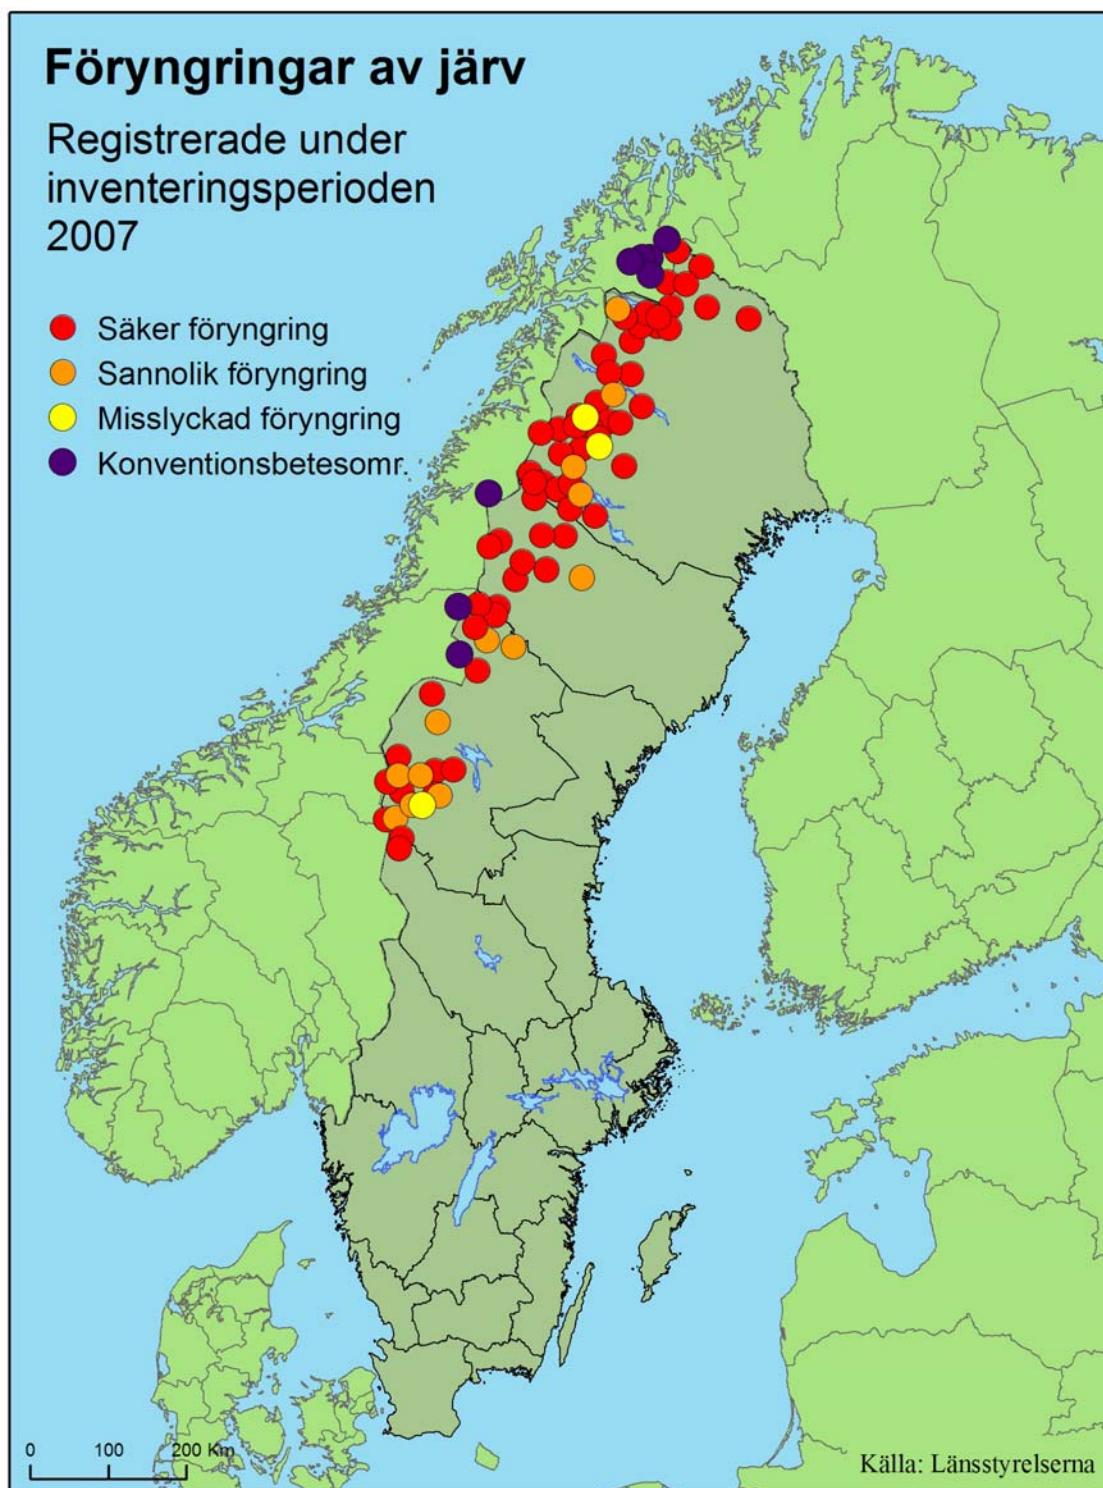 Föryngringar av järv
Registrerade under
inventeringsperioden
2007
Säker föryngring
Sannolik föryngring
Misslyckad föryngring
Konventionsbetesomr.
0 100 200 Km
Källa: Länsstyrelserna